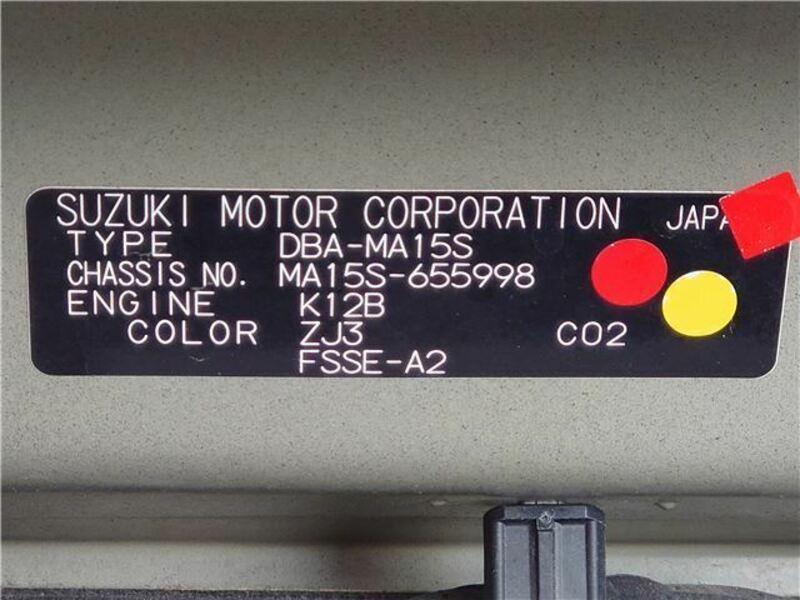 SUZUKI MOTOR CORPORATION
TYPE DBA-MA15S
CHASSIS NO. MA15S-655998
ENGINE K12B
COLOR ZJ3 C02
FSSE-A2